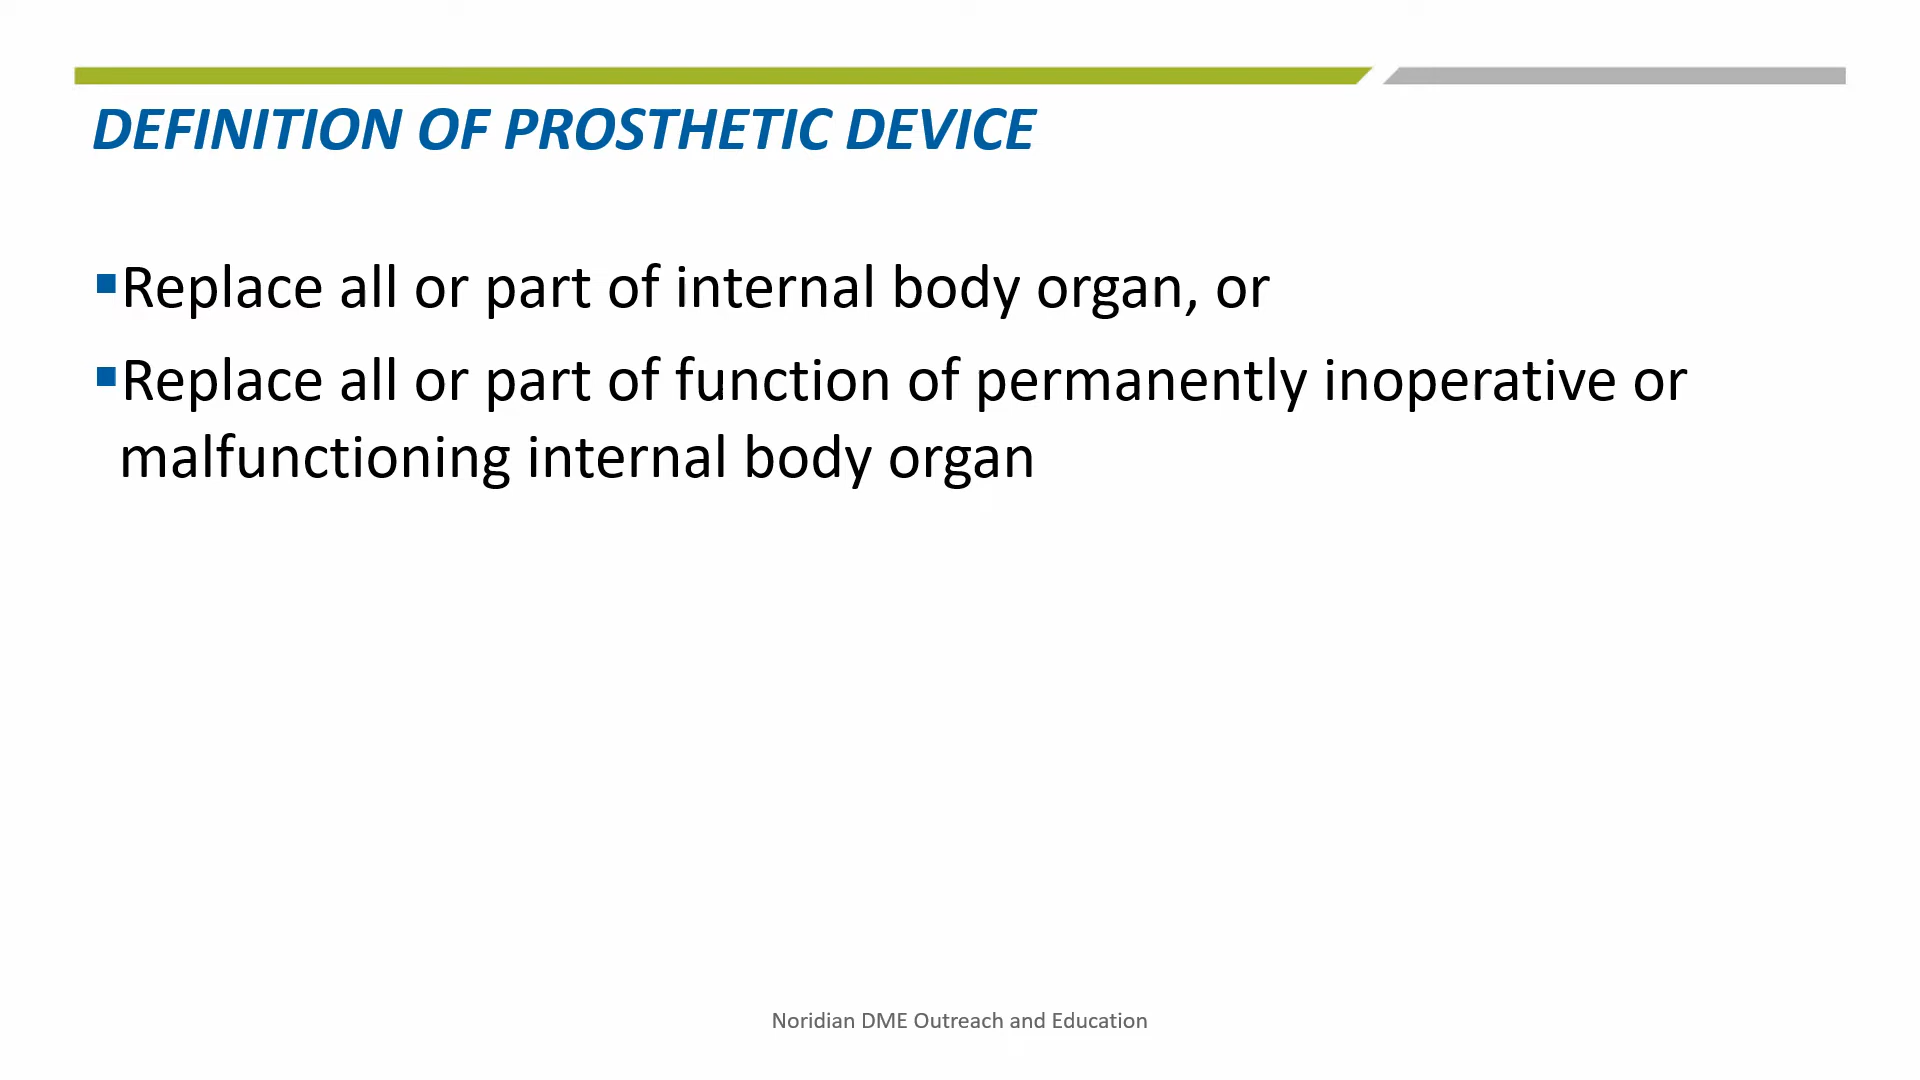 DEFINITION OF PROSTHETIC DEVICE
▪Replace all or part of internal body organ, or
▪Replace all or part of function of permanently inoperative or
malfunctioning internal body organ
Noridian DME Outreach and Education